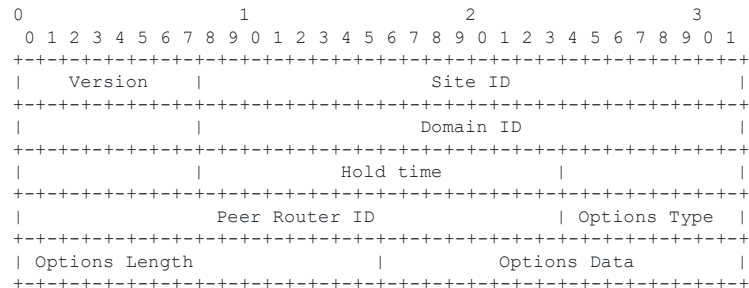 0                   1                   2                   3
 0 1 2 3 4 5 6 7 8 9 0 1 2 3 4 5 6 7 8 9 0 1 2 3 4 5 6 7 8 9 0 1
+-+-+-+-+-+-+-+-+-+-+-+-+-+-+-+-+-+-+-+-+-+-+-+-+-+-+-+-+-+-+-+-+
|    Version    |                    Site ID                    |
+-+-+-+-+-+-+-+-+-+-+-+-+-+-+-+-+-+-+-+-+-+-+-+-+-+-+-+-+-+-+-+-+
|               |                   Domain ID                   |
+-+-+-+-+-+-+-+-+-+-+-+-+-+-+-+-+-+-+-+-+-+-+-+-+-+-+-+-+-+-+-+-+
|               |            Hold time          |               |
+-+-+-+-+-+-+-+-+-+-+-+-+-+-+-+-+-+-+-+-+-+-+-+-+-+-+-+-+-+-+-+-+
|                 Peer Router ID                | Options Type  |
+-+-+-+-+-+-+-+-+-+-+-+-+-+-+-+-+-+-+-+-+-+-+-+-+-+-+-+-+-+-+-+-+
| Options Length                |          Options Data         |
+-+-+-+-+-+-+-+-+-+-+-+-+-+-+-+-+-+-+-+-+-+-+-+-+-+-+-+-+-+-+-+-+